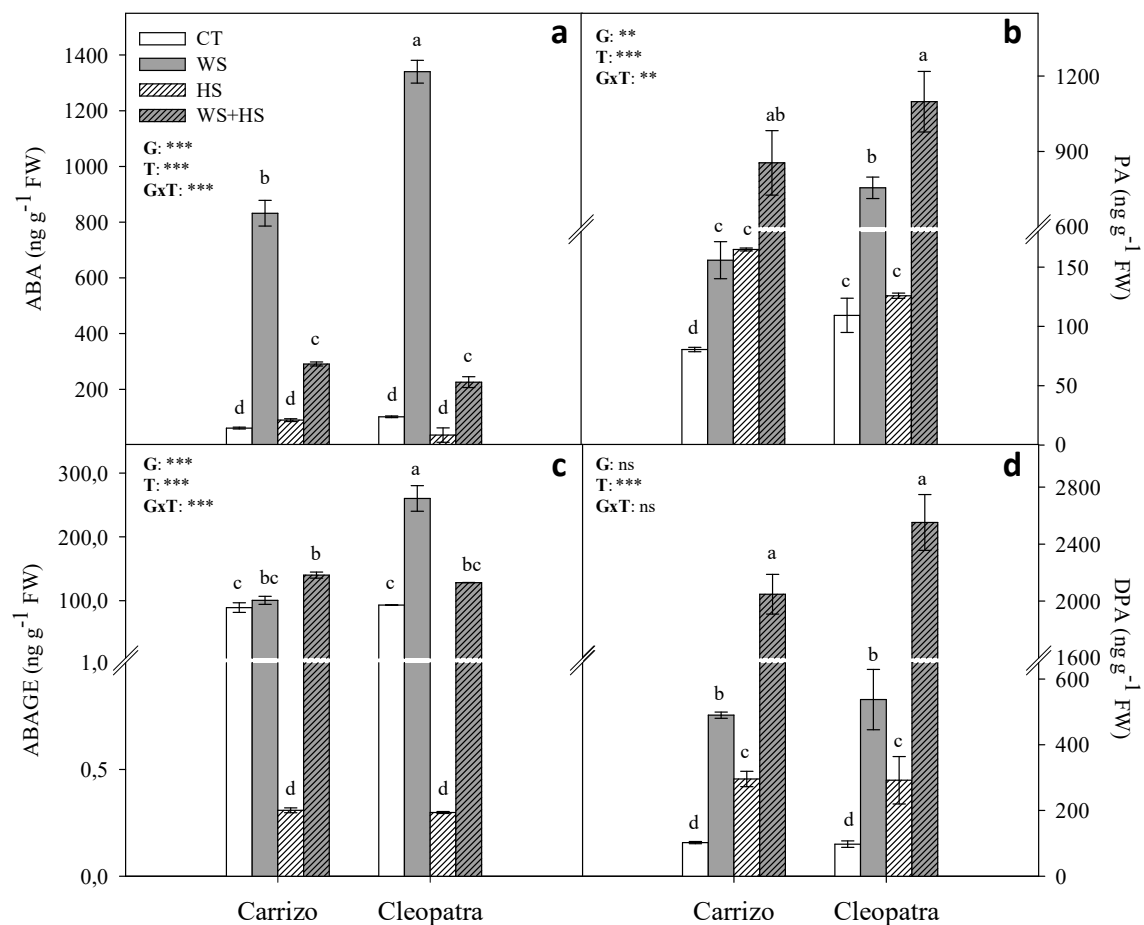 a
CT
WS
HS
WS+HS
G: ***
T: ***
GxT: ***
1400
1200
1000
800
600
400
200
ABA (ng g-1 FW)
d
b
d
c
d
a
d
c
b
G: **
T: ***
GxT: **
1200
900
600
150
100
50
0
PA (ng g-1 FW)
d
c
c
ab
c
b
c
a
c
G: ***
T: ***
GxT: ***
300,0
200,0
100,0
1,0
0,5
0,0
ABAGE (ng g-1 FW)
c
bc
d
b
c
a
d
bc
Carrizo
Cleopatra
d
G: ns
T: ***
GxT: ns
2800
2400
2000
1600
600
400
200
0
DPA (ng g-1 FW)
d
b
c
a
d
b
c
a
Carrizo
Cleopatra